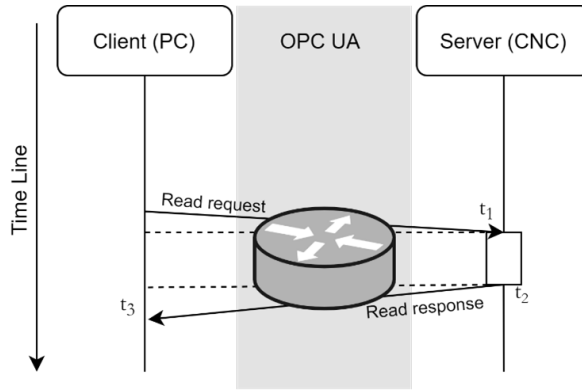 Client (PC)
OPC UA
Server (CNC)
Time Line
Read request
t1
t2
Read response
t3